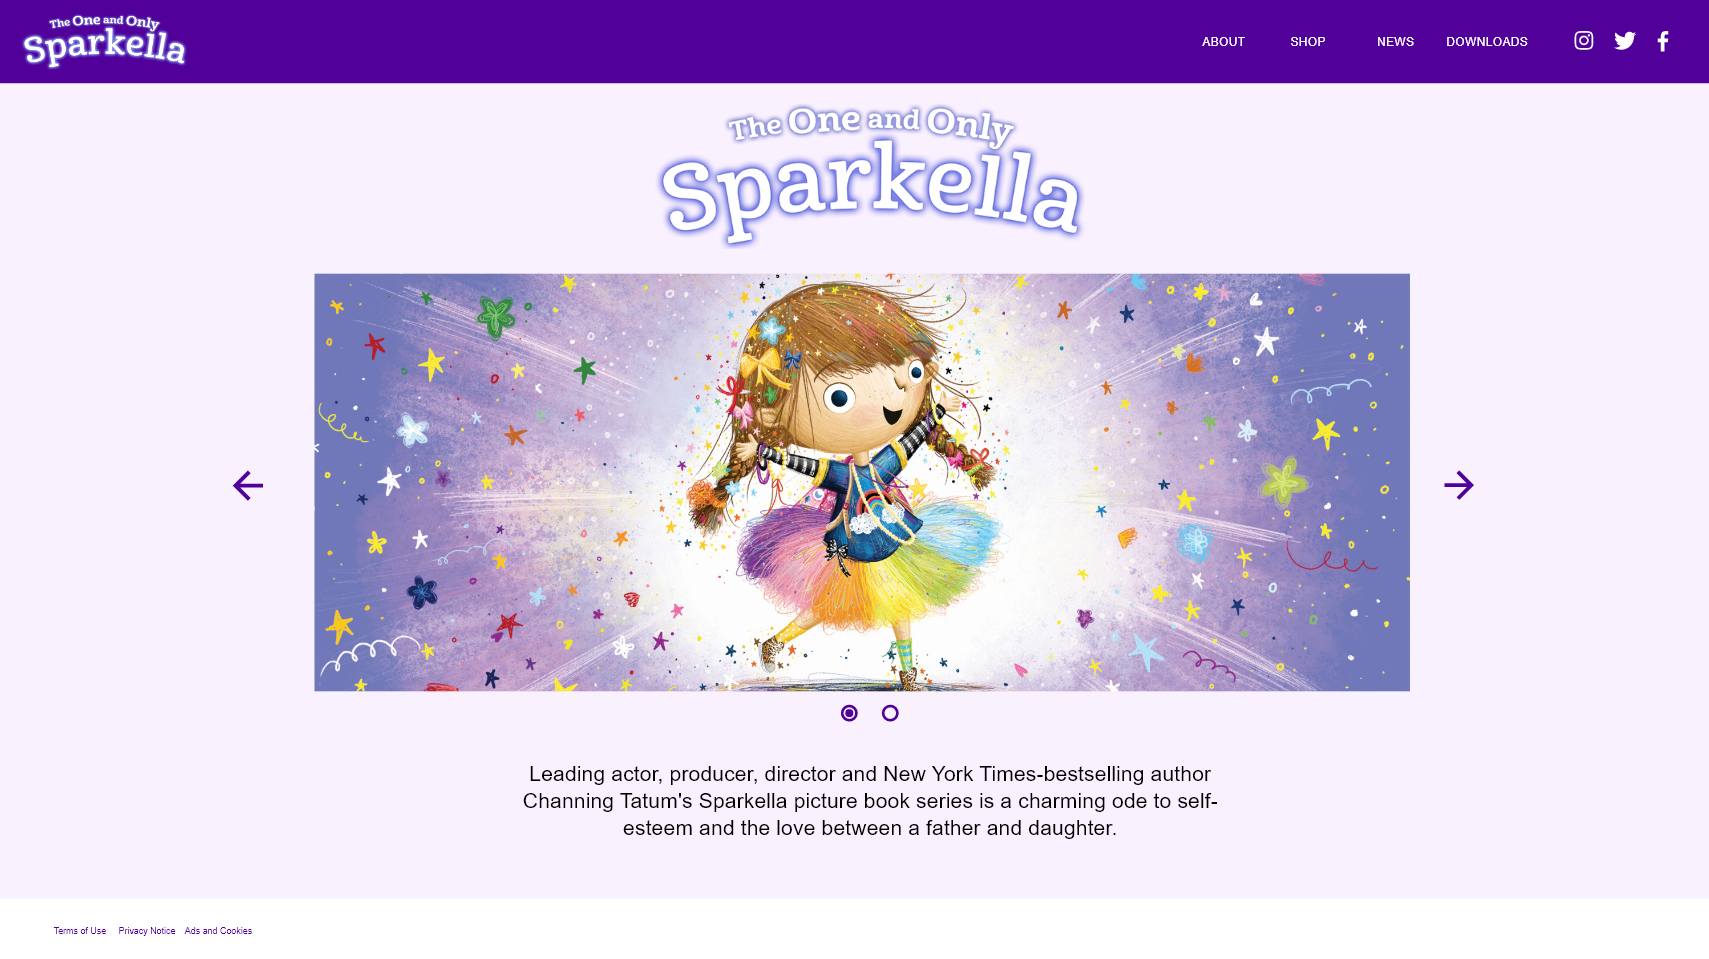 The One and Only
Sparkella
ABOUT
SHOP
NEWS
DOWNLOADS
The One and Only
Sparkella
Leading actor, producer, director and New York Times-bestselling author
Channing Tatum's Sparkella picture book series is a charming ode to self-
esteem and the love between a father and daughter.
Terms of Use
Privacy Notice
Ads and Cookies